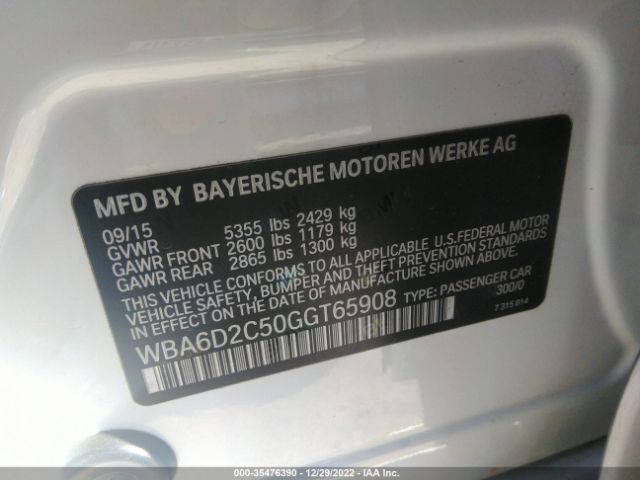 MFD BY BAYERISCHE MOTOREN WERKE AG
09/15
GVWR 5355 lbs 2429 kg
GAWR FRONT 2600 lbs 1179 kg
GAWR REAR 2865 lbs 1300 kg
THIS VEHICLE CONFORMS TO ALL APPLICABLE U.S.FEDERAL MOTOR
VEHICLE SAFETY, BUMPER AND THEFT PREVENTION STANDARDS
IN EFFECT ON THE DATE OF MANUFACTURE SHOWN ABOVE.
WBA6D2C50GGT65908 TYPE: PASSENGER CAR
300/0
7 315 814
000-35476390 - 12/29/2022 - IAA Inc.